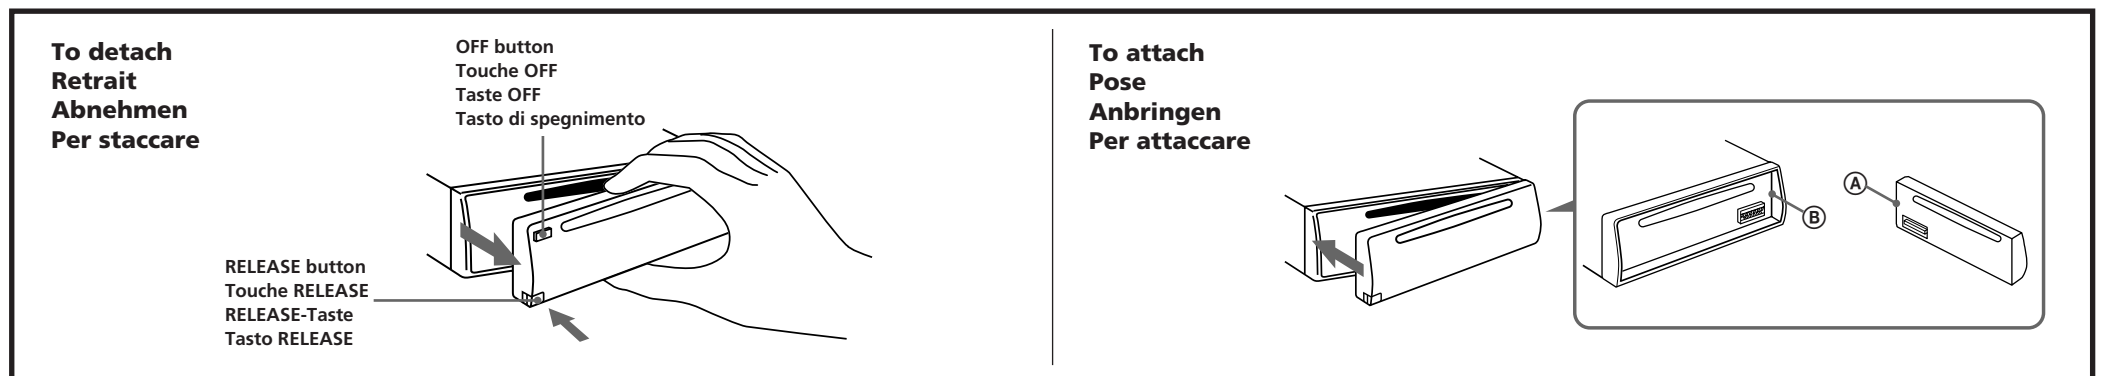 To detach
Retrait
Abnehmen
Per staccare
OFF button
Touche OFF
Taste OFF
Tasto di spegnimento
RELEASE button
Touche RELEASE
RELEASE-Taste
Tasto RELEASE
To attach
Pose
Anbringen
Per attaccare
A
B